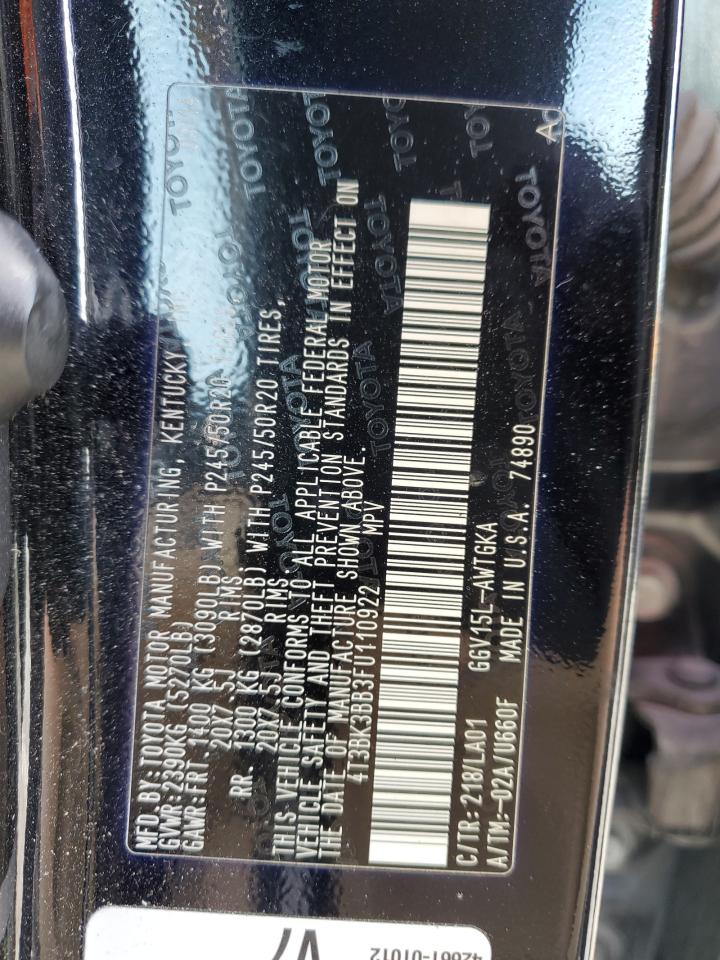 MFD. BY: TOYOTA MOTOR MANUFACTURING, KENTUCKY, INC.
GVWR: 2390KG (5270LB)
GAWR: FRT 1400 KG (3090LB) WITH P245/50R20 TIRES,
20X7.5J RIMS
RR. 1300 KG (2870LB) WITH P245/50R20 TIRES,
20X7.5J RIMS
THIS VEHICLE CONFORMS TO ALL APPLICABLE FEDERAL MOTOR
VEHICLE SAFETY AND THEFT PREVENTION STANDARDS IN EFFECT ON
THE DATE OF MANUFACTURE SHOWN ABOVE.
4T3BK3BB3FU110922 MPV
C/TR: 218/LA01 GGV15L-AWTGKA
A/TM:-02A/U660F MADE IN U.S.A. 74890
A
42661-01012